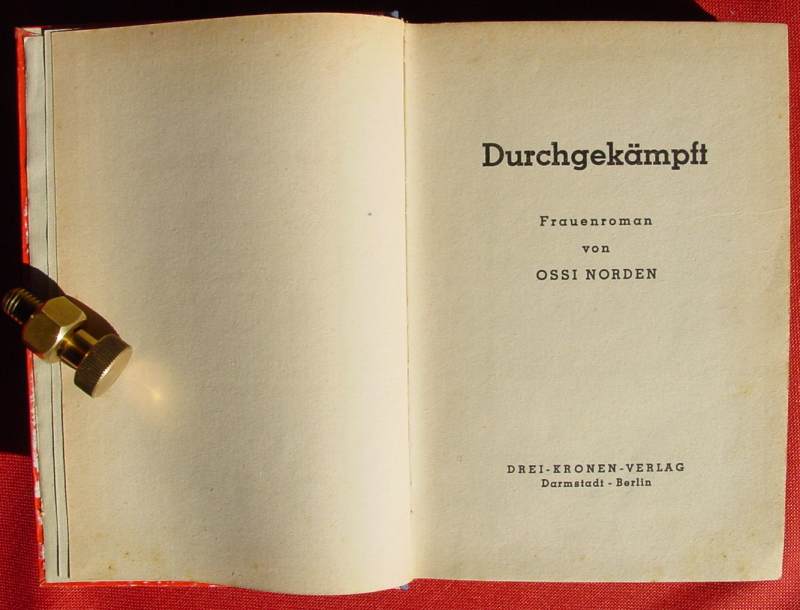 Durchgekämpft
Frauenroman
von
OSSI NORDEN
DREI-KRONEN-VERLAG
Darmstadt - Berlin